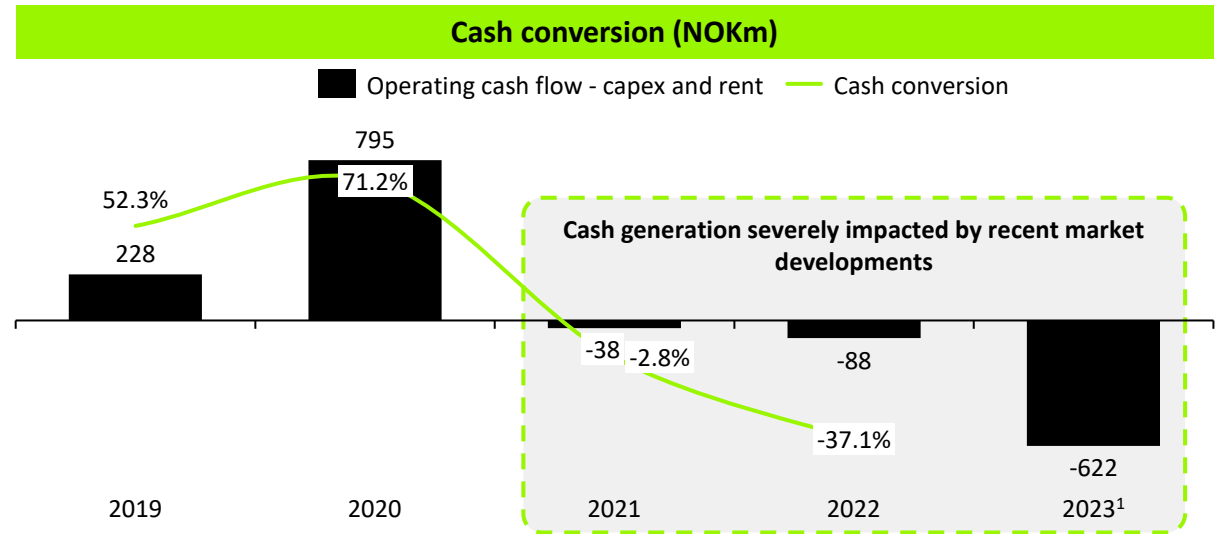 Cash conversion (NOKm)
Operating cash flow - capex and rent
Cash conversion
795
71.2%
52.3%
228
Cash generation severely impacted by recent market
developments
-38
-2.8%
-88
-37.1%
-622
2019
2020
2021
2022
2023¹